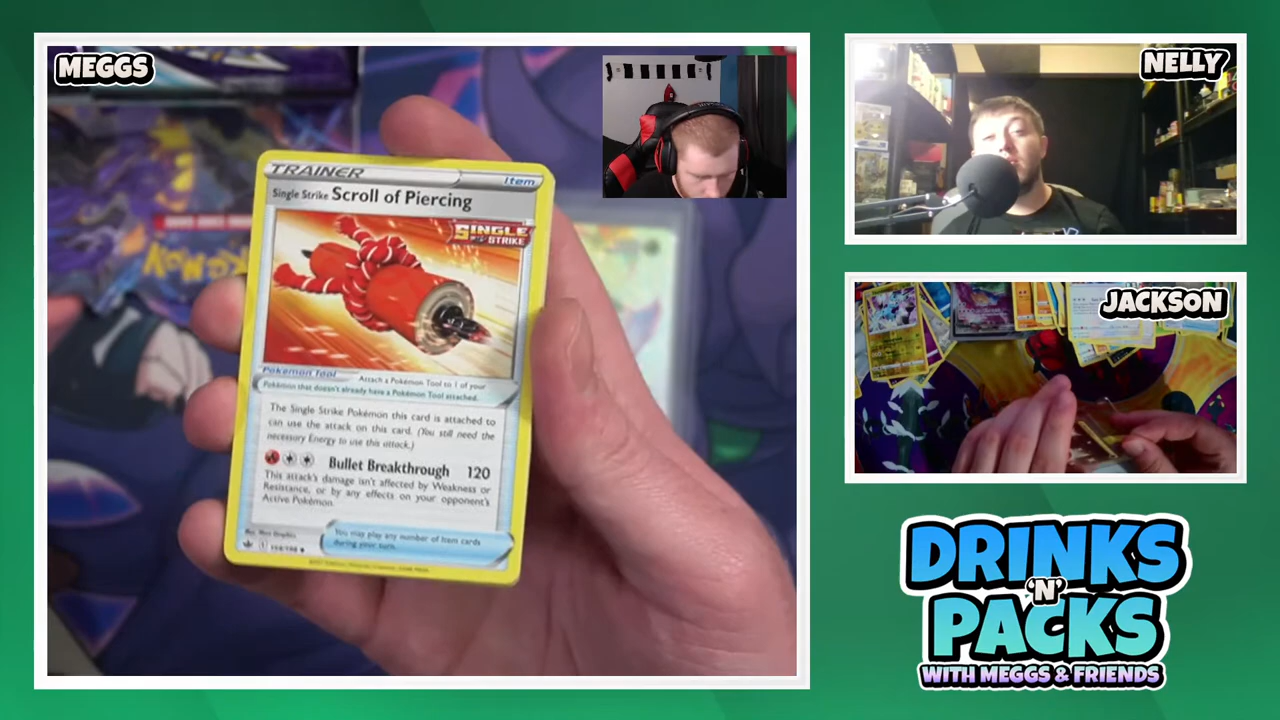 MEGGS
TRAINER
Item
Single Strike Scroll of Piercing
SINGLE
STRIKE
Pokémon Tool
Attach a Pokémon Tool to 1 of your
Pokémon that doesn't already have a Pokémon Tool attached.
The Single Strike Pokémon this card is attached to
can use the attack on this card. (You still need the
necessary Energy to use this attack.)
Bullet Breakthrough 120
This attack's damage isn't affected by Weakness or
Resistance, or by any effects on your opponent's
Active Pokémon.
You may play any number of Item cards
during your turn.
NELLY
JACKSON
DRINKS
'N'
PACKS
WITH MEGGS & FRIENDS